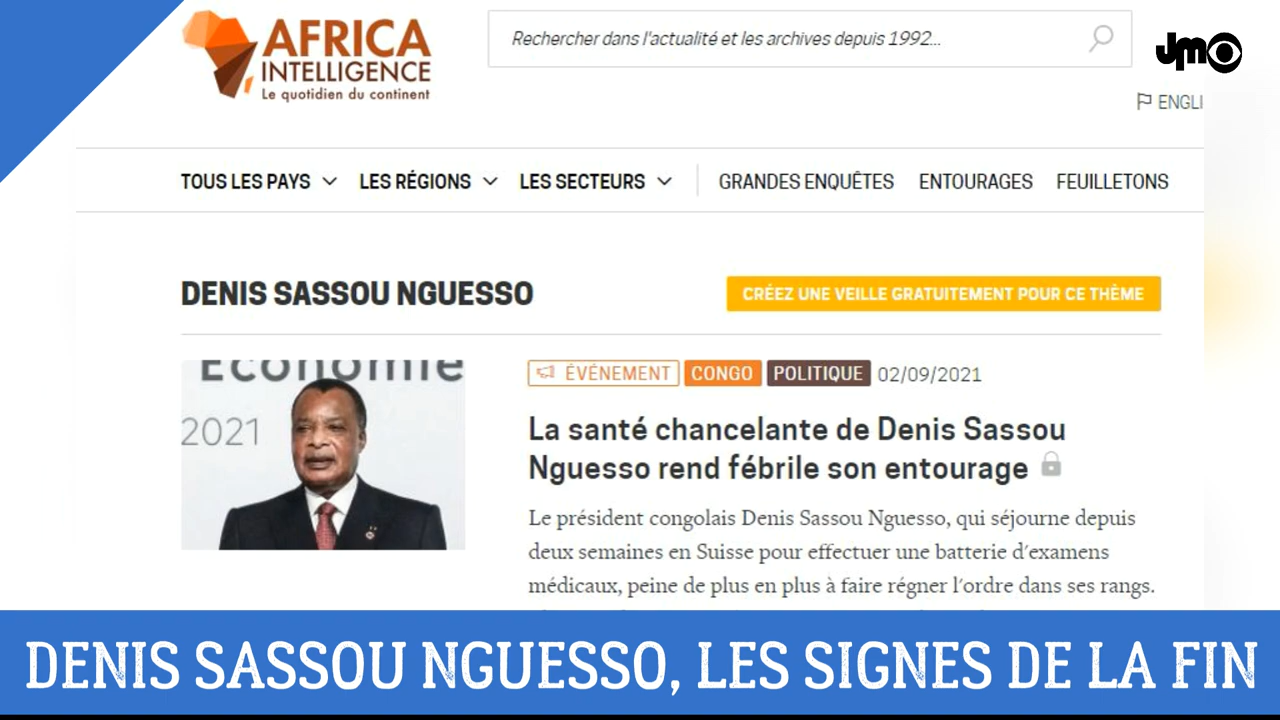 AFRICA
INTELLIGENCE
Le quotidien du continent
Rechercher dans l'actualité et les archives depuis 1992...
JMO
ENGLI
TOUS LES PAYS
LES RÉGIONS
LES SECTEURS
GRANDES ENQUÊTES
ENTOURAGES
FEUILLETONS
DENIS SASSOU NGUESSO
CRÉEZ UNE VEILLE GRATUITEMENT POUR CE THÈME
Economie
2021
ÉVÉNEMENT CONGO POLITIQUE 02/09/2021
La santé chancelante de Denis Sassou
Nguesso rend fébrile son entourage
Le président congolais Denis Sassou Nguesso, qui séjourne depuis
deux semaines en Suisse pour effectuer une batterie d'examens
médicaux, peine de plus en plus à faire régner l'ordre dans ses rangs.
DENIS SASSOU NGUESSO, LES SIGNES DE LA FIN